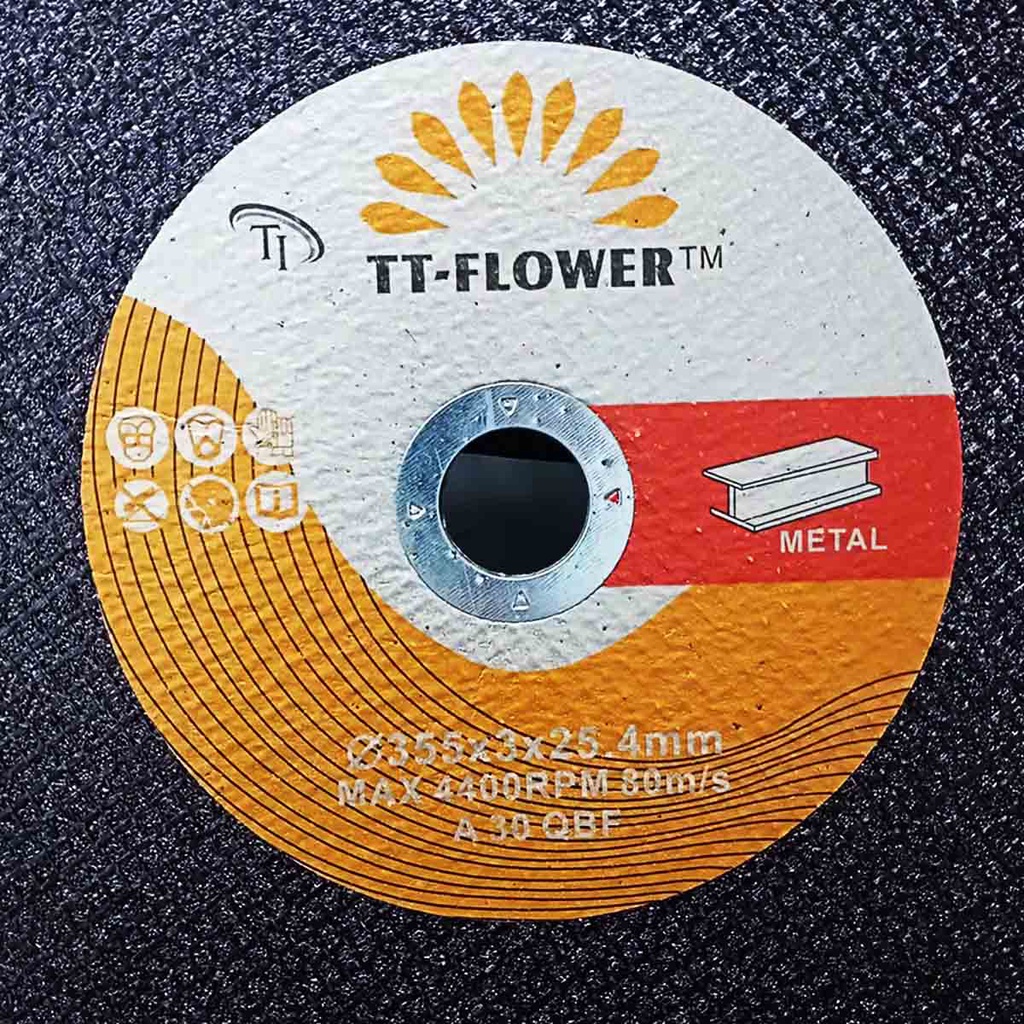 TI
TT-FLOWER™
METAL
Ø355x3x25.4mm
MAX 4400RPM 80m/s
A 30 QBF